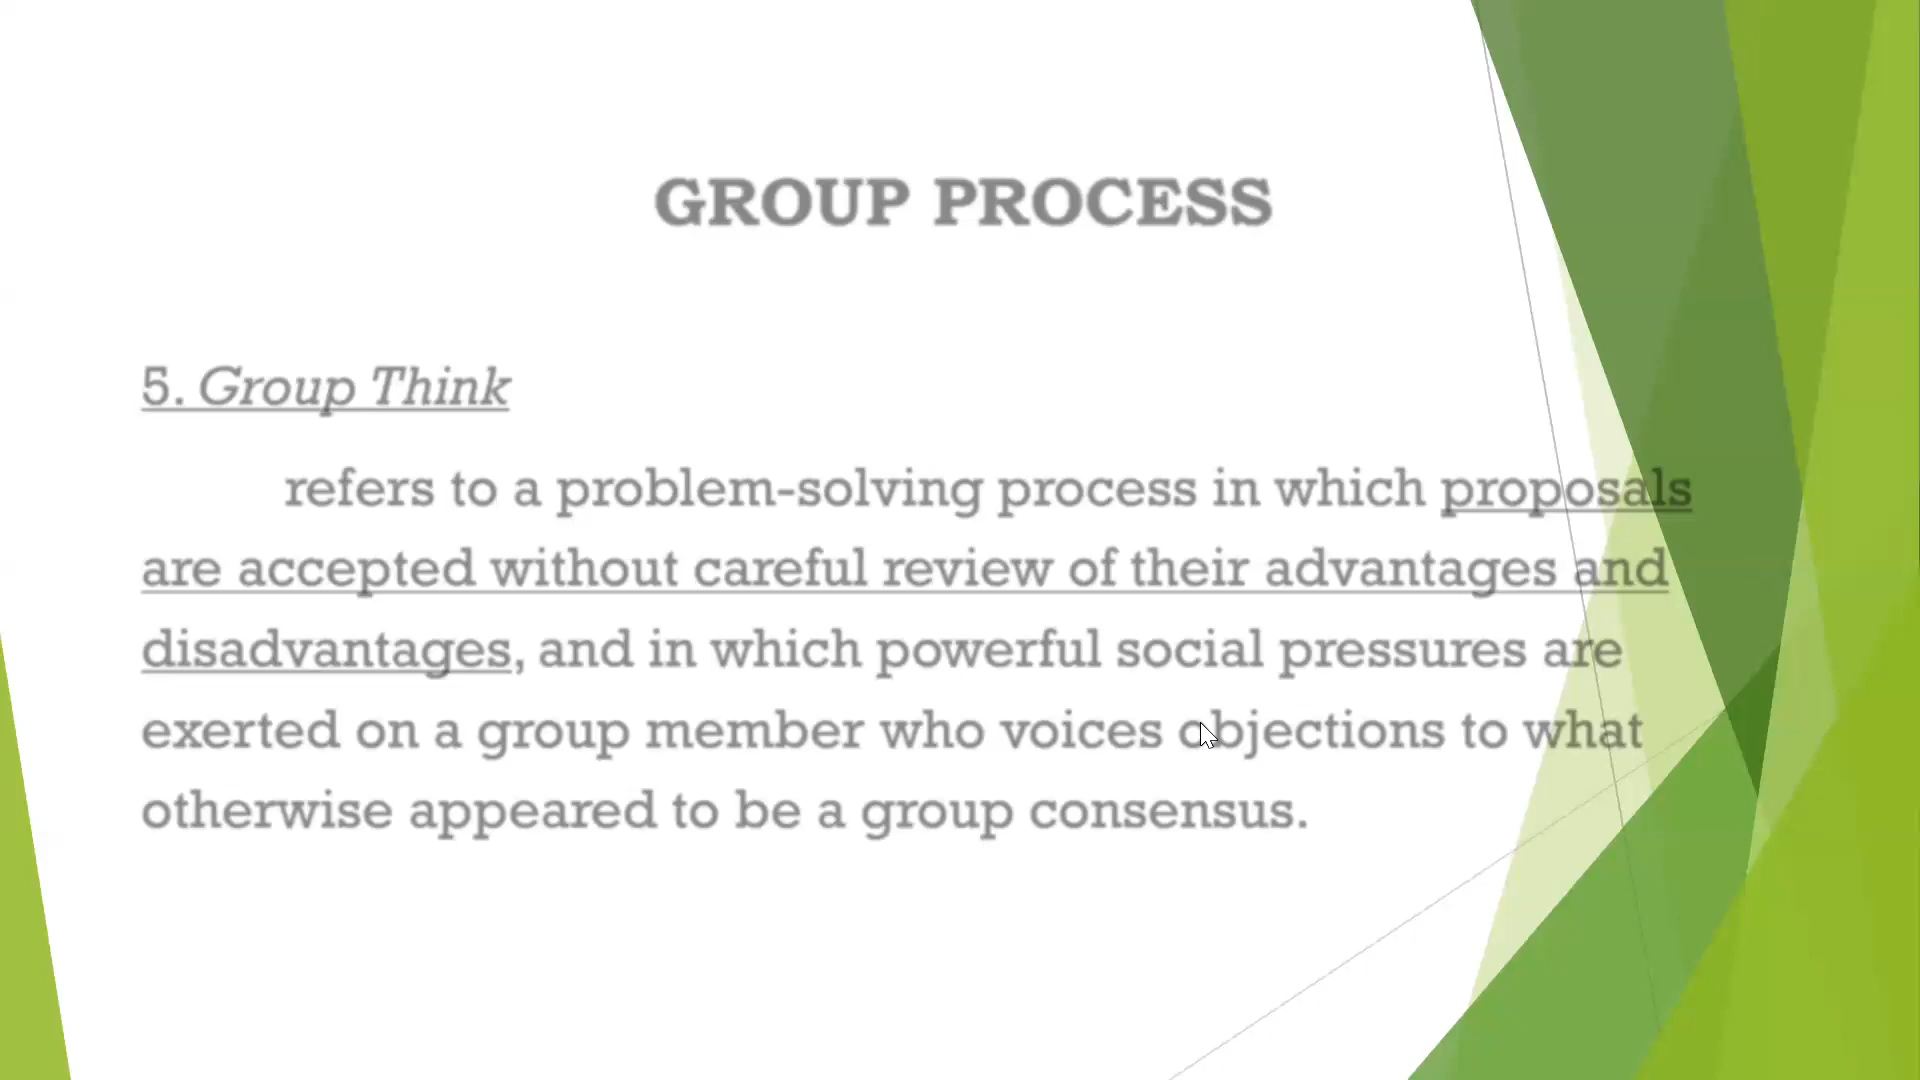 GROUP PROCESS
5. Group Think
refers to a problem-solving process in which proposals
are accepted without careful review of their advantages and
disadvantages, and in which powerful social pressures are
exerted on a group member who voices objections to what
otherwise appeared to be a group consensus.